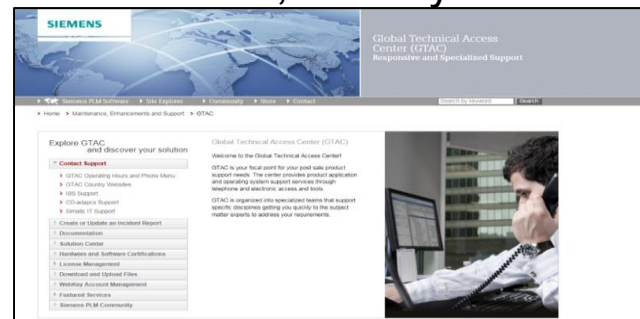 SIEMENS
Global Technical Access
Center (GTAC)
Responsive and Specialized Support
Siemens PLM Software
Site Explorer
Community
Store
Contact
Search by keyword
Search
Home > Maintenance, Enhancements and Support > GTAC
Explore GTAC
and discover your solution
Contact Support
GTAC Operating Hours and Phone Menu
GTAC Country Websites
IBS Support
CD-adapco Support
Simatic IT Support
Create or Update an Incident Report
Documentation
Solution Center
Hardware and Software Certifications
License Management
Download and Upload Files
WebKey Account Management
Featured Services
Siemens PLM Community
Global Technical Access Center (GTAC)
Welcome to the Global Technical Access Center!
GTAC is your focal point for your post sale product
support needs. The center provides product application
and operating system support services through
telephone and electronic access and tools.
GTAC is organized into specialized teams that support
specific disciplines getting you quickly to the subject
matter experts to address your requirements.